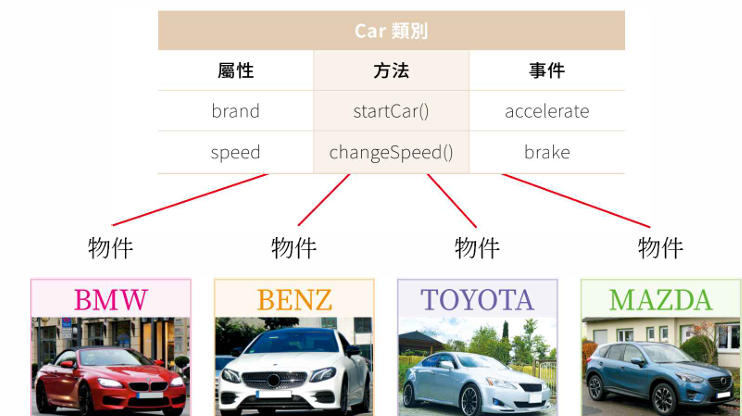 Car 類別
屬性 方法 事件
brand startCar() accelerate
speed changeSpeed() brake
物件 物件 物件 物件
BMW BENZ TOYOTA MAZDA